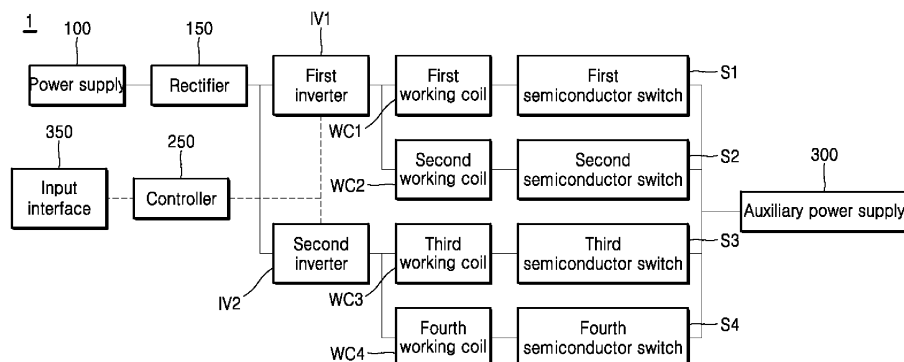 1
100
150
IV1
Power supply
Rectifier
First
inverter
First
working coil
First
semiconductor switch
S1
WC1
350
250
Second
working coil
Second
semiconductor switch
S2
WC2
300
Input
interface
Controller
Auxiliary power supply
Second
inverter
Third
working coil
Third
semiconductor switch
S3
IV2
WC3
Fourth
working coil
Fourth
semiconductor switch
S4
WC4